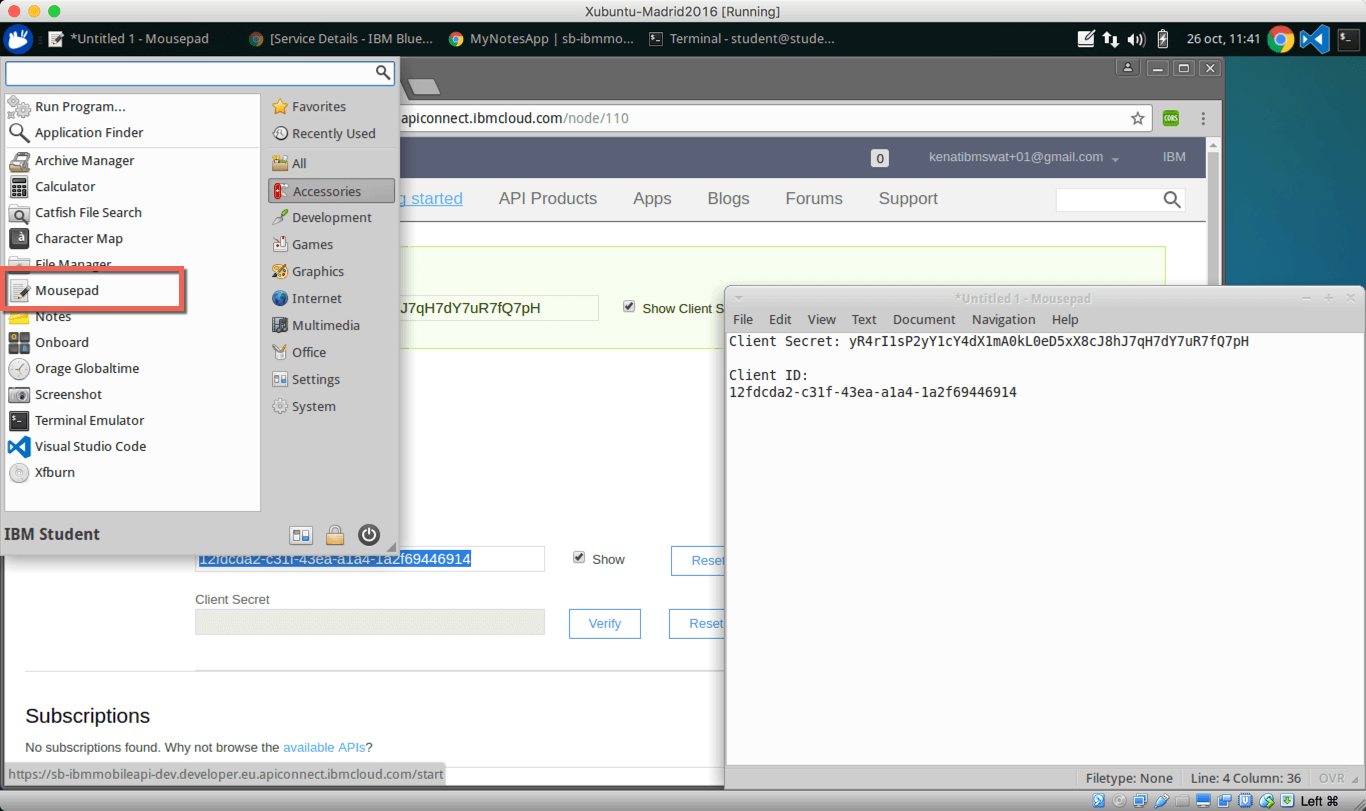 Xubuntu-Madrid2016 [Running]
*Untitled 1 - Mousepad
[Service Details - IBM Blue...
MyNotesApp | sb-ibmmo...
Terminal - student@stude...
26 oct, 11:41
Run Program...
Application Finder
Archive Manager
Calculator
Catfish File Search
Character Map
File Manager
Mousepad
Notes
Onboard
Orage Globaltime
Screenshot
Terminal Emulator
Visual Studio Code
Xfburn
Favorites
Recently Used
All
Accessories
Development
Games
Graphics
Internet
Multimedia
Office
Settings
System
IBM Student
apiconnect.ibmcloud.com/node/110
CORS
0
kenatibmswat+01@gmail.com
IBM
g started
API Products
Apps
Blogs
Forums
Support
J7qH7dY7uR7fQ7pH
Show Client S
12fdcda2-c31f-43ea-a1a4-1a2f69446914
Show
Reset
Client Secret
Verify
Reset
Subscriptions
No subscriptions found. Why not browse the available APIs?
https://sb-ibmmobileapi-dev.developer.eu.apiconnect.ibmcloud.com/start
*Untitled 1 - Mousepad
File Edit View Text Document Navigation Help
Client Secret: yR4rI1sP2yY1cY4dX1mA0kL0eD5xX8cJ8hJ7qH7dY7uR7fQ7pH
Client ID:
12fdcda2-c31f-43ea-a1a4-1a2f69446914
Filetype: None
Line: 4 Column: 36
OVR
Left ⌘